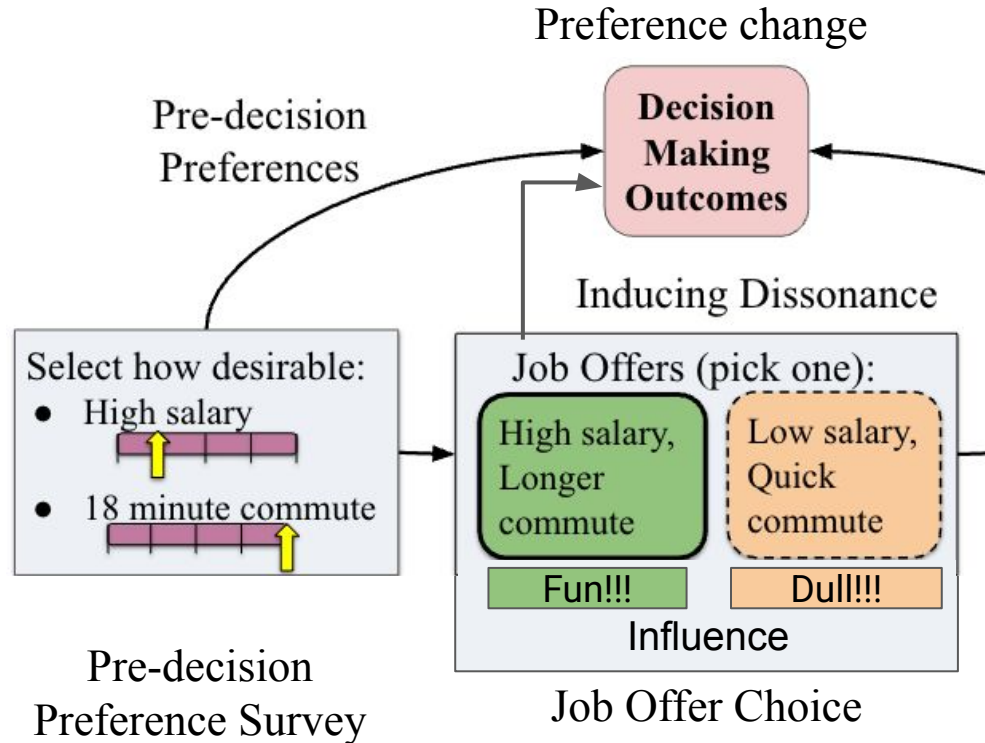 Preference change
Pre-decision
Preferences
Decision
Making
Outcomes
Inducing Dissonance
Select how desirable:
● High salary
● 18 minute commute
Job Offers (pick one):
High salary,
Longer
commute
Low salary,
Quick
commute
Fun!!!
Dull!!!
Influence
Pre-decision
Preference Survey
Job Offer Choice